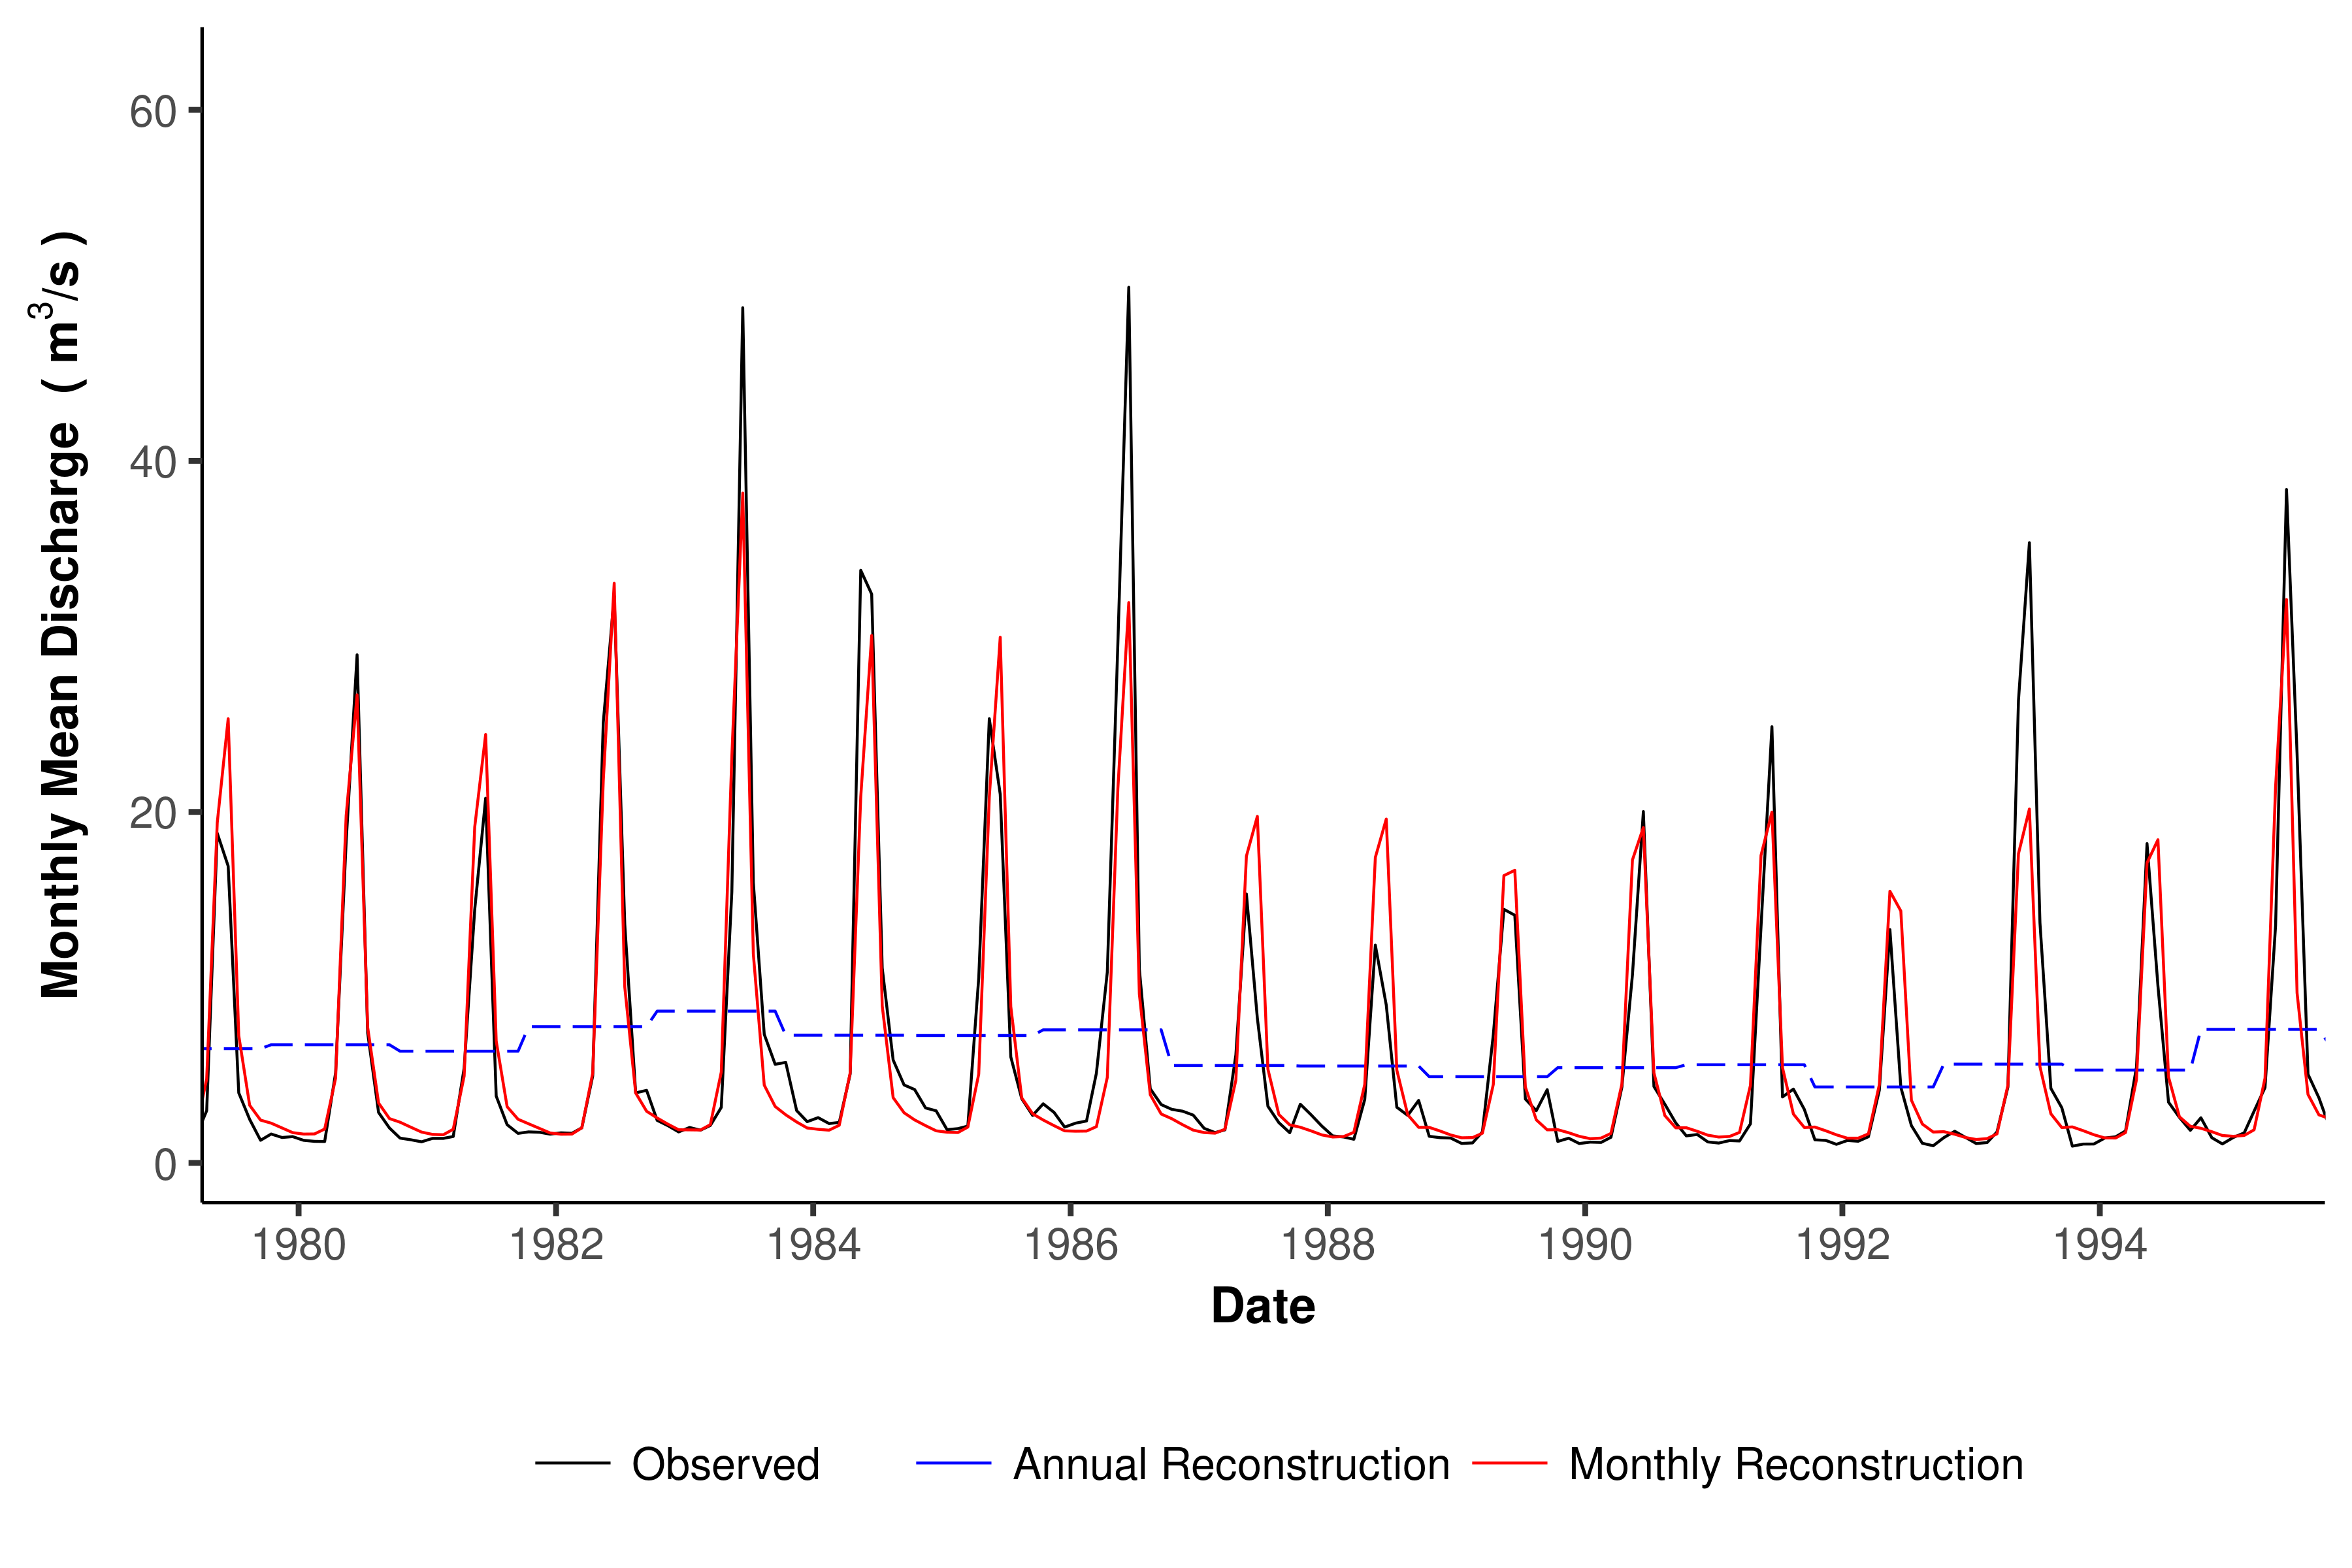 Monthly Mean Discharge ( m³/s )
60
40
20
0
1980 1982 1984 1986 1988 1990 1992 1994
Date
Observed Annual Reconstruction Monthly Reconstruction